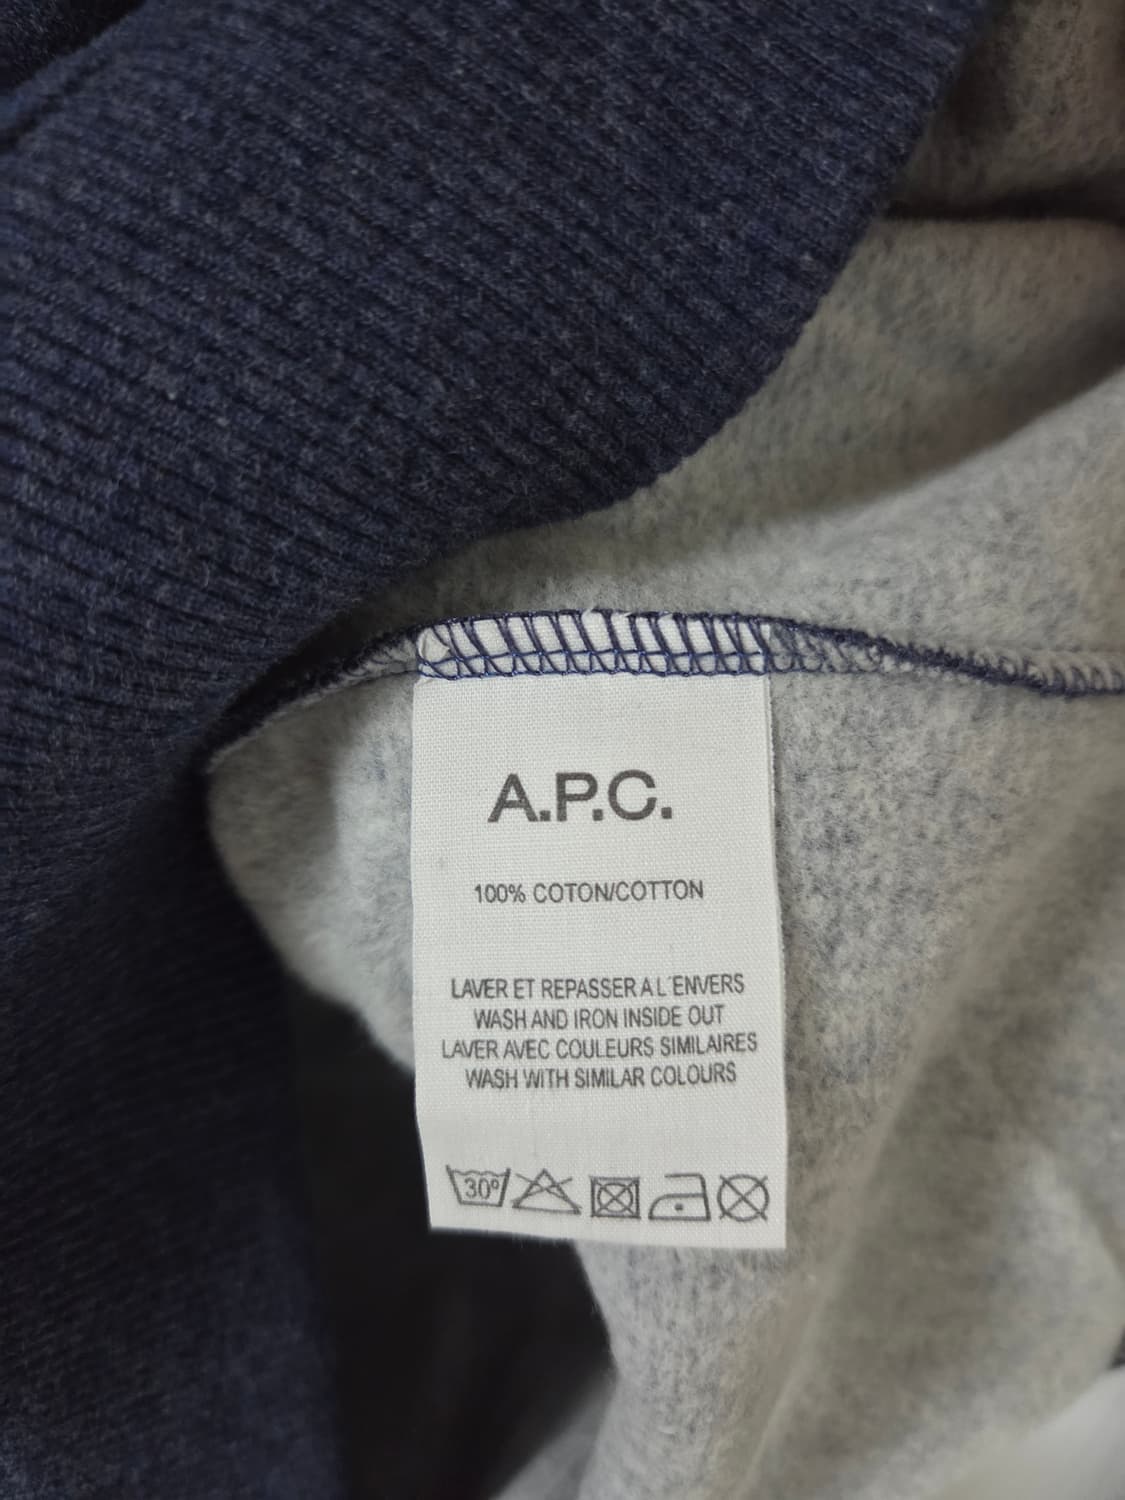 A.P.C.
100% COTON/COTTON
LAVER ET REPASSER A L´ENVERS
WASH AND IRON INSIDE OUT
LAVER AVEC COULEURS SIMILAIRES
WASH WITH SIMILAR COLOURS
30º